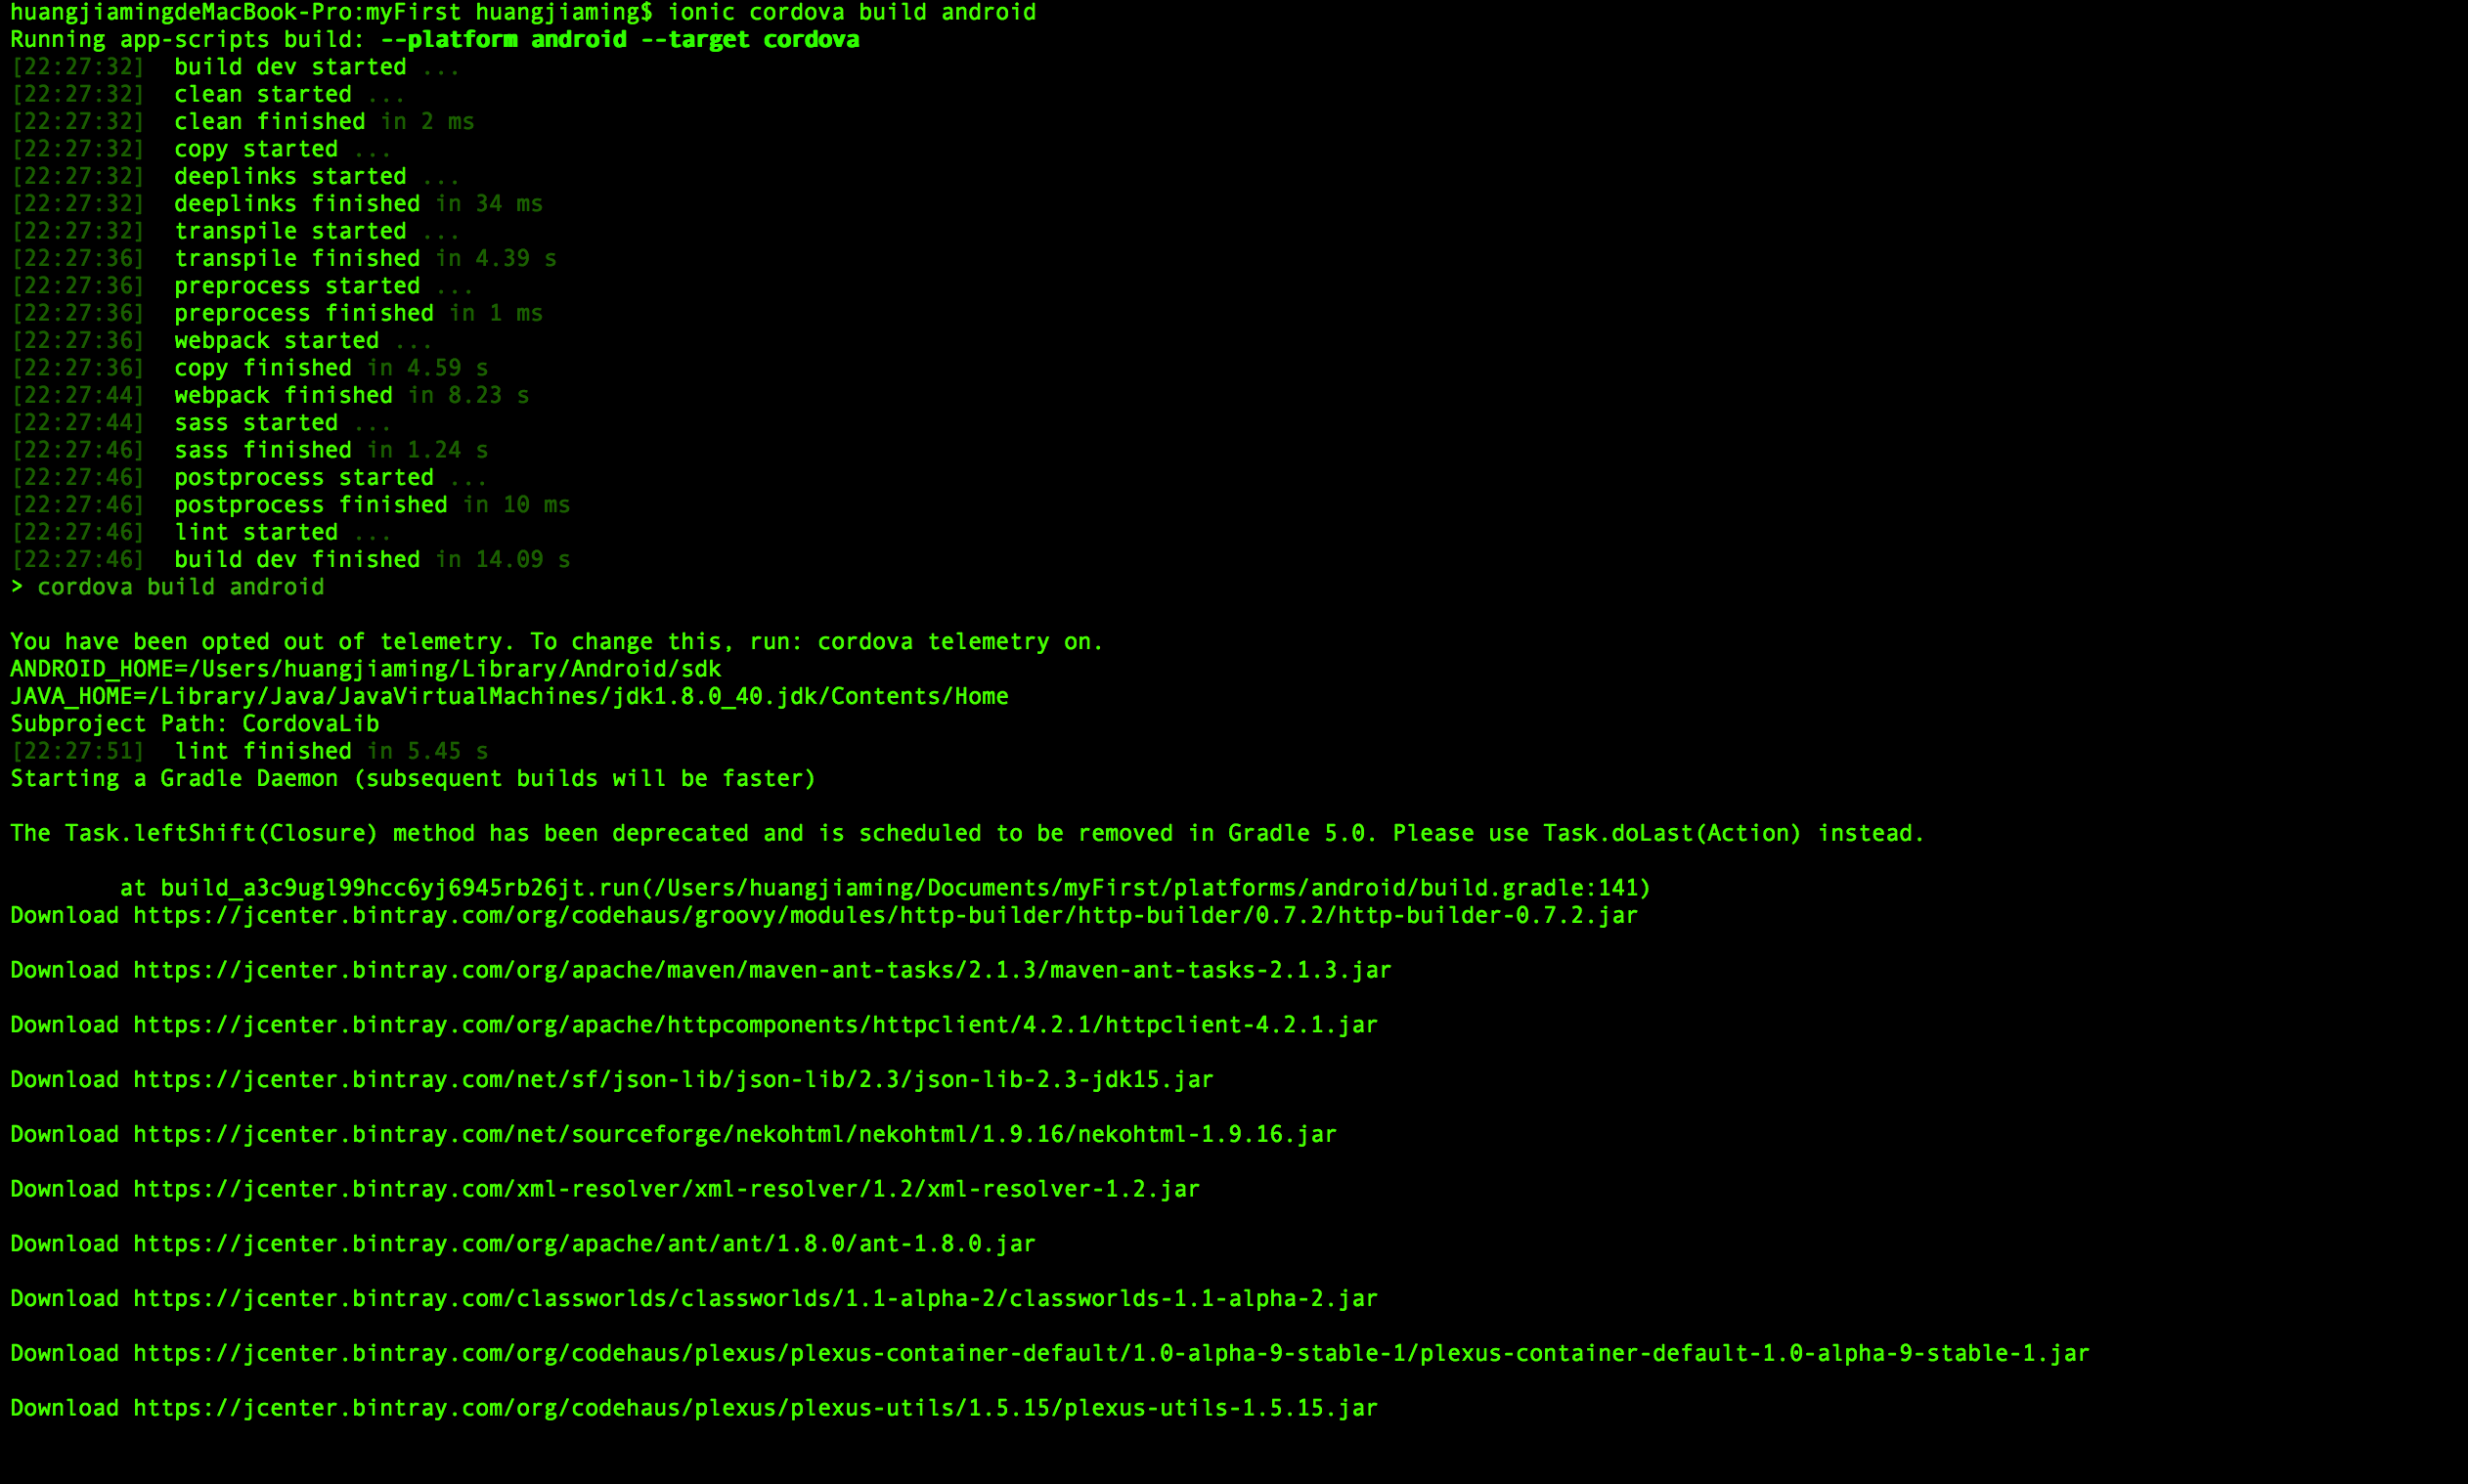 huangjiamingdeMacBook-Pro:myFirst huangjiaming$ ionic cordova build android
Running app-scripts build: --platform android --target cordova
[22:27:32]  build dev started ...
[22:27:32]  clean started ...
[22:27:32]  clean finished in 2 ms
[22:27:32]  copy started ...
[22:27:32]  deeplinks started ...
[22:27:32]  deeplinks finished in 34 ms
[22:27:32]  transpile started ...
[22:27:36]  transpile finished in 4.39 s
[22:27:36]  preprocess started ...
[22:27:36]  preprocess finished in 1 ms
[22:27:36]  webpack started ...
[22:27:36]  copy finished in 4.59 s
[22:27:44]  webpack finished in 8.23 s
[22:27:44]  sass started ...
[22:27:46]  sass finished in 1.24 s
[22:27:46]  postprocess started ...
[22:27:46]  postprocess finished in 10 ms
[22:27:46]  lint started ...
[22:27:46]  build dev finished in 14.09 s
> cordova build android
You have been opted out of telemetry. To change this, run: cordova telemetry on.
ANDROID_HOME=/Users/huangjiaming/Library/Android/sdk
JAVA_HOME=/Library/Java/JavaVirtualMachines/jdk1.8.0_40.jdk/Contents/Home
Subproject Path: CordovaLib
[22:27:51]  lint finished in 5.45 s
Starting a Gradle Daemon (subsequent builds will be faster)
The Task.leftShift(Closure) method has been deprecated and is scheduled to be removed in Gradle 5.0. Please use Task.doLast(Action) instead.
at build_a3c9ugl99hcc6yj6945rb26jt.run(/Users/huangjiaming/Documents/myFirst/platforms/android/build.gradle:141)
Download https://jcenter.bintray.com/org/codehaus/groovy/modules/http-builder/http-builder/0.7.2/http-builder-0.7.2.jar
Download https://jcenter.bintray.com/org/apache/maven/maven-ant-tasks/2.1.3/maven-ant-tasks-2.1.3.jar
Download https://jcenter.bintray.com/org/apache/httpcomponents/httpclient/4.2.1/httpclient-4.2.1.jar
Download https://jcenter.bintray.com/net/sf/json-lib/json-lib/2.3/json-lib-2.3-jdk15.jar
Download https://jcenter.bintray.com/net/sourceforge/nekohtml/nekohtml/1.9.16/nekohtml-1.9.16.jar
Download https://jcenter.bintray.com/xml-resolver/xml-resolver/1.2/xml-resolver-1.2.jar
Download https://jcenter.bintray.com/org/apache/ant/ant/1.8.0/ant-1.8.0.jar
Download https://jcenter.bintray.com/classworlds/classworlds/1.1-alpha-2/classworlds-1.1-alpha-2.jar
Download https://jcenter.bintray.com/org/codehaus/plexus/plexus-container-default/1.0-alpha-9-stable-1/plexus-container-default-1.0-alpha-9-stable-1.jar
Download https://jcenter.bintray.com/org/codehaus/plexus/plexus-utils/1.5.15/plexus-utils-1.5.15.jar